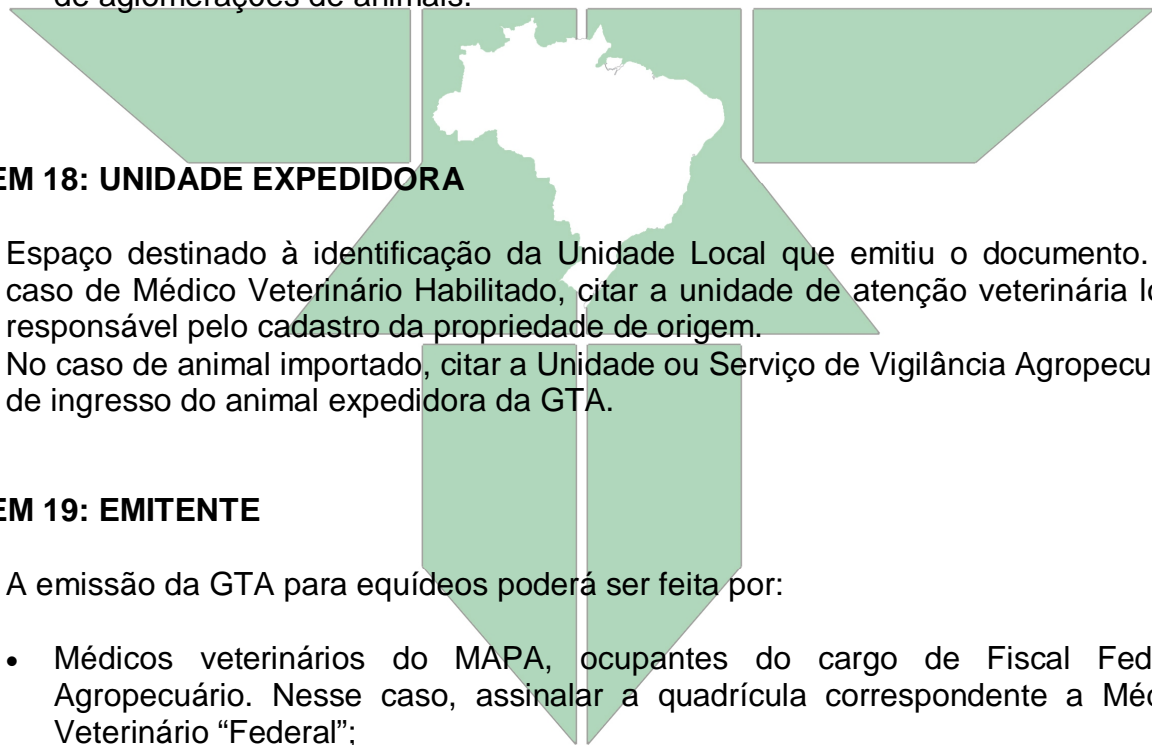 de aglomerações de animais.
EM 18: UNIDADE EXPEDIDORA
Espaço destinado à identificação da Unidade Local que emitiu o documento.
caso de Médico Veterinário Habilitado, citar a unidade de atenção veterinária lo
responsável pelo cadastro da propriedade de origem.
No caso de animal importado, citar a Unidade ou Serviço de Vigilância Agropecu
de ingresso do animal expedidora da GTA.
EM 19: EMITENTE
A emissão da GTA para equídeos poderá ser feita por:
• Médicos veterinários do MAPA, ocupantes do cargo de Fiscal Fed
Agropecuário. Nesse caso, assinalar a quadrícula correspondente a Méd
Veterinário “Federal”;